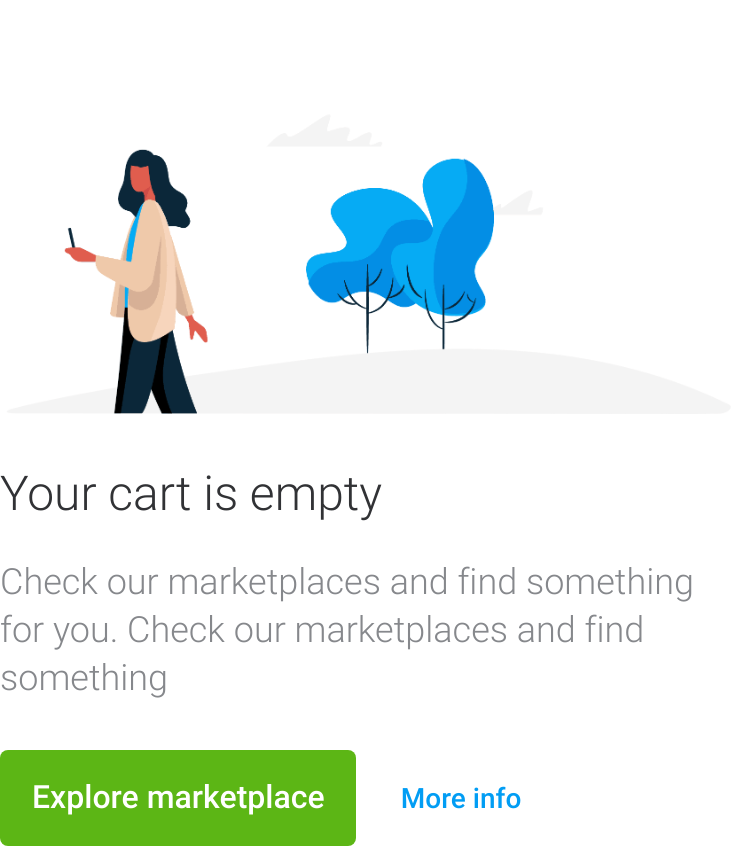 Your cart is empty
Check our marketplaces and find something
for you. Check our marketplaces and find
something
Explore marketplace
More info